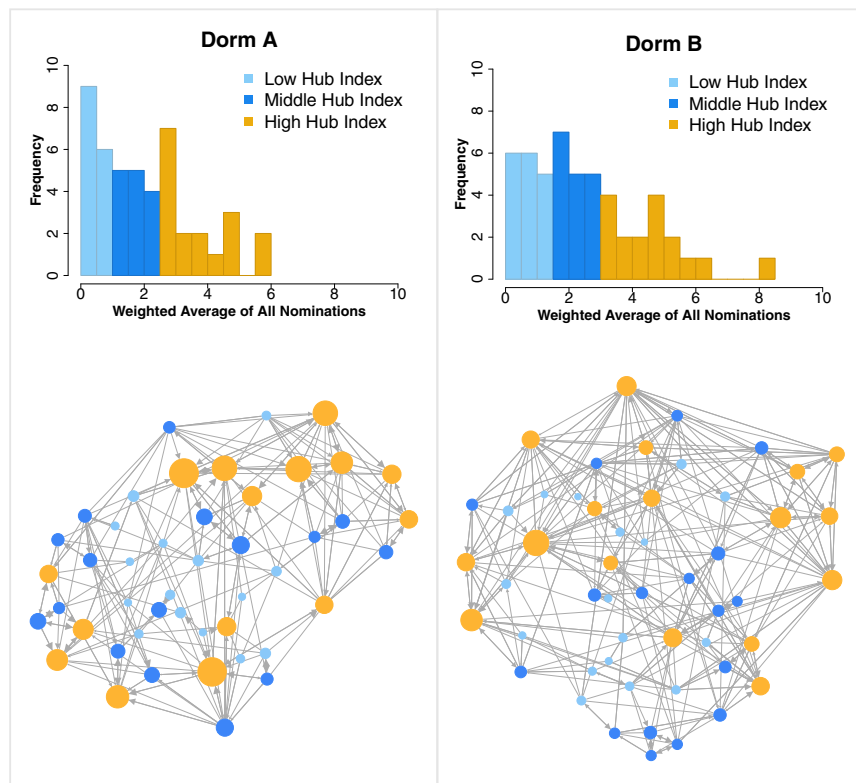 Dorm A
Low Hub Index
Middle Hub Index
High Hub Index
Frequency
0
2
4
6
8
10
0
2
4
6
8
10
Weighted Average of All Nominations
Dorm B
Low Hub Index
Middle Hub Index
High Hub Index
Frequency
0
2
4
6
8
10
0
2
4
6
8
10
Weighted Average of All Nominations